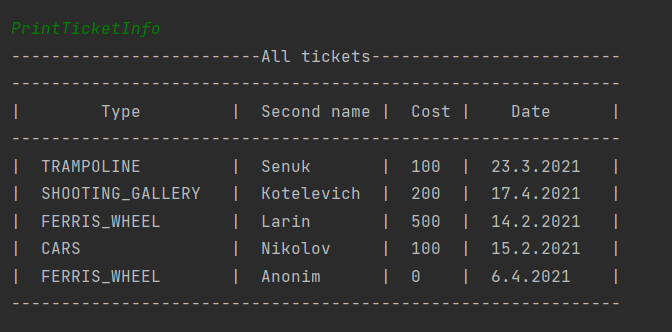 PrintTicketInfo
-------------------------All tickets-------------------------
-------------------------------------------------------------
|        Type         |  Second name |  Cost |    Date      |
-------------------------------------------------------------
|  TRAMPOLINE         |  Senuk       |  100  |  23.3.2021   |
|  SHOOTING_GALLERY   |  Kotelevich  |  200  |  17.4.2021   |
|  FERRIS_WHEEL       |  Larin       |  500  |  14.2.2021   |
|  CARS               |  Nikolov     |  100  |  15.2.2021   |
|  FERRIS_WHEEL       |  Anonim      |  0    |  6.4.2021    |
-------------------------------------------------------------